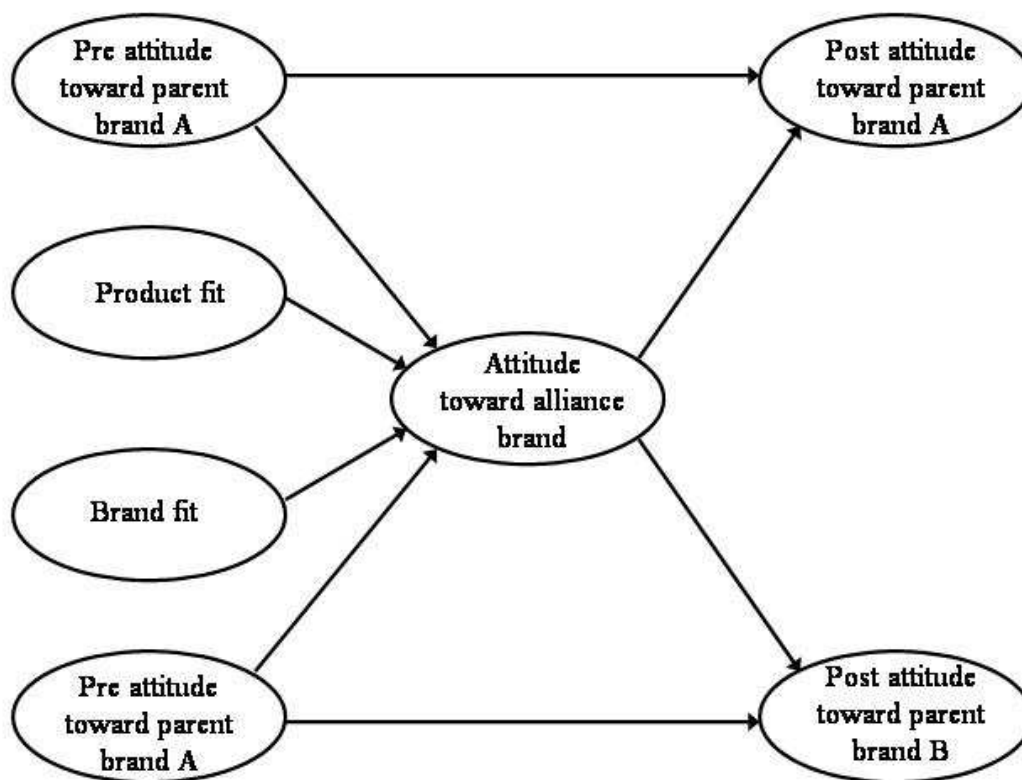 Pre attitude
toward parent
brand A
Post attitude
toward parent
brand A
Product fit
Attitude
toward alliance
brand
Brand fit
Pre attitude
toward parent
brand A
Post attitude
toward parent
brand B